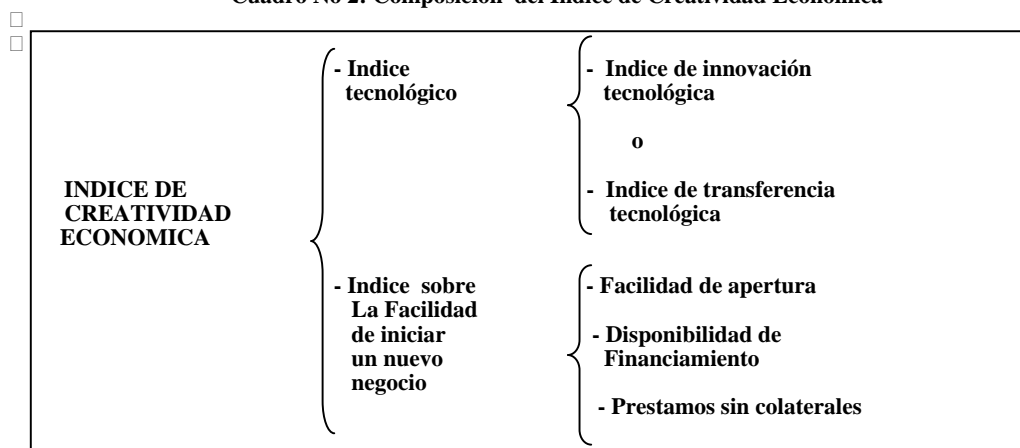 Cuadro No 2: Composición del Indice de Creatividad Económica
- Indice
tecnológico
- Indice de innovación
tecnológica
o
- Indice de transferencia
tecnológica
INDICE DE
CREATIVIDAD
ECONOMICA
- Indice sobre
La Facilidad
de iniciar
un nuevo
negocio
- Facilidad de apertura
- Disponibilidad de
Financiamiento
- Prestamos sin colaterales